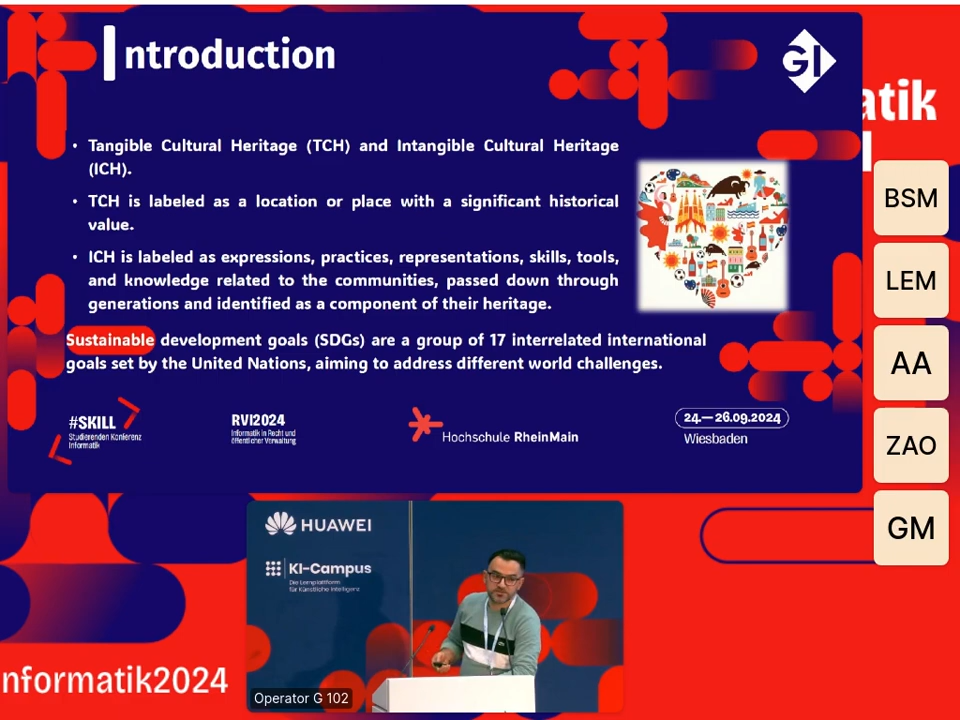 Introduction
GI
atik
• Tangible Cultural Heritage (TCH) and Intangible Cultural Heritage
(ICH).
• TCH is labeled as a location or place with a significant historical
value.
• ICH is labeled as expressions, practices, representations, skills, tools,
and knowledge related to the communities, passed down through
generations and identified as a component of their heritage.
Sustainable development goals (SDGs) are a group of 17 interrelated international
goals set by the United Nations, aiming to address different world challenges.
#SKILL
Studierenden Konferenz
Informatik
RVI2024
Informatik in Recht und
öffentlicher Verwaltung
Hochschule RheinMain
24.—26.09.2024
Wiesbaden
BSM
LEM
AA
ZAO
GM
HUAWEI
KI-Campus
Die Lernplattform
für Künstliche Intelligenz
Operator G 102
nformatik2024